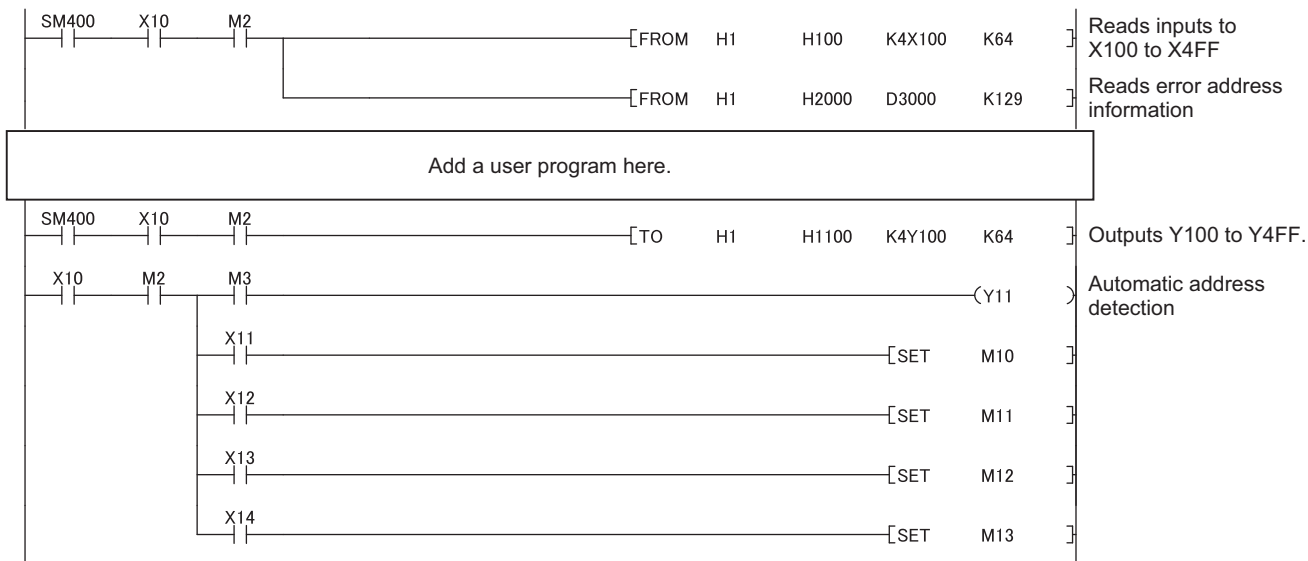 SM400 X10 M2
[FROM H1 H100 K4X100 K64 ]
Reads inputs to
X100 to X4FF
[FROM H1 H2000 D3000 K129 ]
Reads error address
information
Add a user program here.
SM400 X10 M2
[TO H1 H1100 K4Y100 K64 ]
Outputs Y100 to Y4FF.
X10 M2 M3
(Y11 )
Automatic address
detection
X11
[SET M10 ]
X12
[SET M11 ]
X13
[SET M12 ]
X14
[SET M13 ]